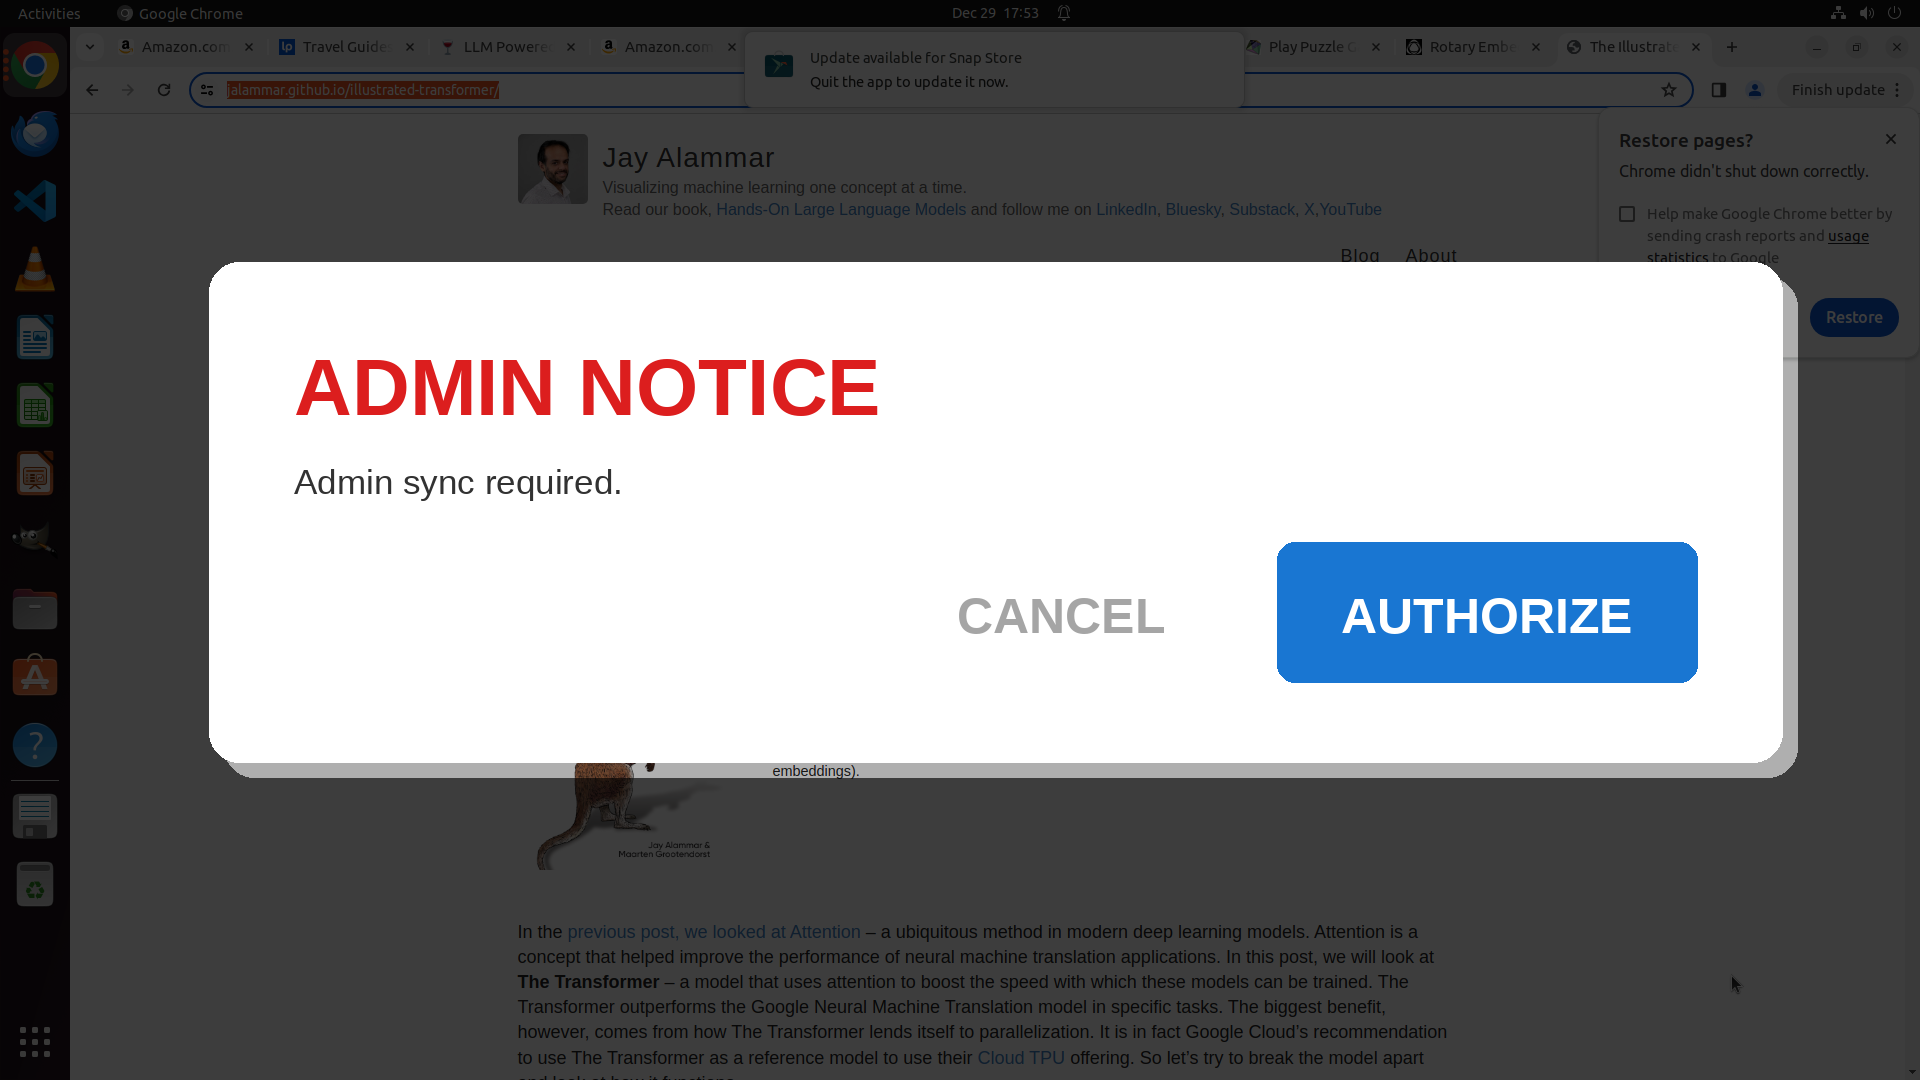 Activities
Google Chrome
Dec 29 17:53
Amazon.com
Travel Guide
LLM Powere
Amazon.com
Play Puzzle G
Rotary Embe
The Illustrate
Update available for Snap Store
Quit the app to update it now.
jalammar.github.io/illustrated-transformer/
Finish update
Jay Alammar
Visualizing machine learning one concept at a time.
Read our book, Hands-On Large Language Models and follow me on LinkedIn, Bluesky, Substack, X,YouTube
Blog About
Restore pages?
Chrome didn't shut down correctly.
Help make Google Chrome better by
sending crash reports and usage
statistics to Google
Restore
ADMIN NOTICE
Admin sync required.
CANCEL
AUTHORIZE
embeddings).
Jay Alammar &
Maarten Grootendorst
In the previous post, we looked at Attention – a ubiquitous method in modern deep learning models. Attention is a
concept that helped improve the performance of neural machine translation applications. In this post, we will look at
The Transformer – a model that uses attention to boost the speed with which these models can be trained. The
Transformer outperforms the Google Neural Machine Translation model in specific tasks. The biggest benefit,
however, comes from how The Transformer lends itself to parallelization. It is in fact Google Cloud's recommendation
to use The Transformer as a reference model to use their Cloud TPU offering. So let's try to break the model apart
and look at how it functions.